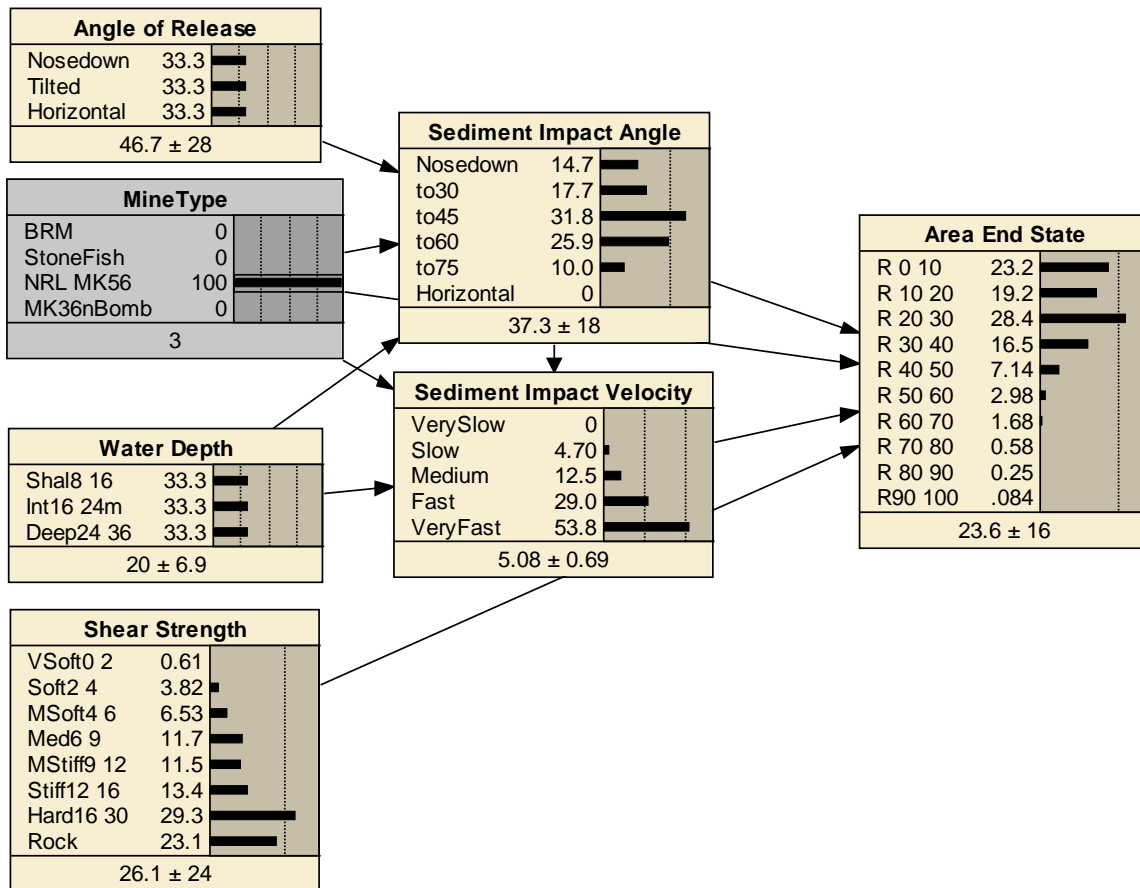 Angle of Release
Nosedown 33.3
Tilted 33.3
Horizontal 33.3
46.7 ± 28
MineType
BRM 0
StoneFish 0
NRL MK56 100
MK36nBomb 0
3
Water Depth
Shal8 16 33.3
Int16 24m 33.3
Deep24 36 33.3
20 ± 6.9
Shear Strength
VSoft0 2 0.61
Soft2 4 3.82
MSoft4 6 6.53
Med6 9 11.7
MStiff9 12 11.5
Stiff12 16 13.4
Hard16 30 29.3
Rock 23.1
26.1 ± 24
Sediment Impact Angle
Nosedown 14.7
to30 17.7
to45 31.8
to60 25.9
to75 10.0
Horizontal 0
37.3 ± 18
Sediment Impact Velocity
VerySlow 0
Slow 4.70
Medium 12.5
Fast 29.0
VeryFast 53.8
5.08 ± 0.69
Area End State
R 0 10 23.2
R 10 20 19.2
R 20 30 28.4
R 30 40 16.5
R 40 50 7.14
R 50 60 2.98
R 60 70 1.68
R 70 80 0.58
R 80 90 0.25
R90 100 .084
23.6 ± 16